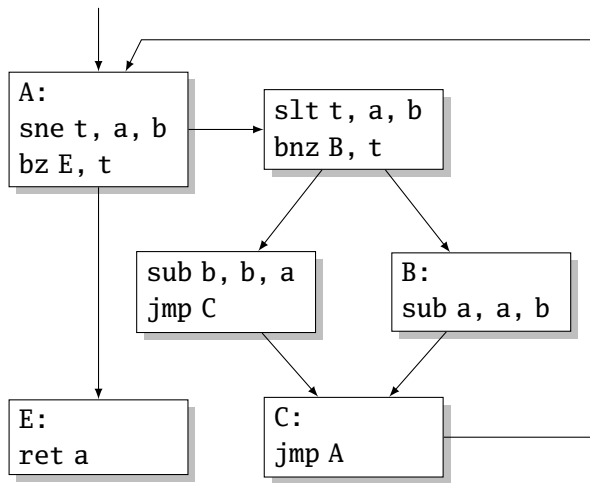 A:
sne t, a, b
bz E, t
slt t, a, b
bnz B, t
sub b, b, a
jmp C
B:
sub a, a, b
E:
ret a
C:
jmp A